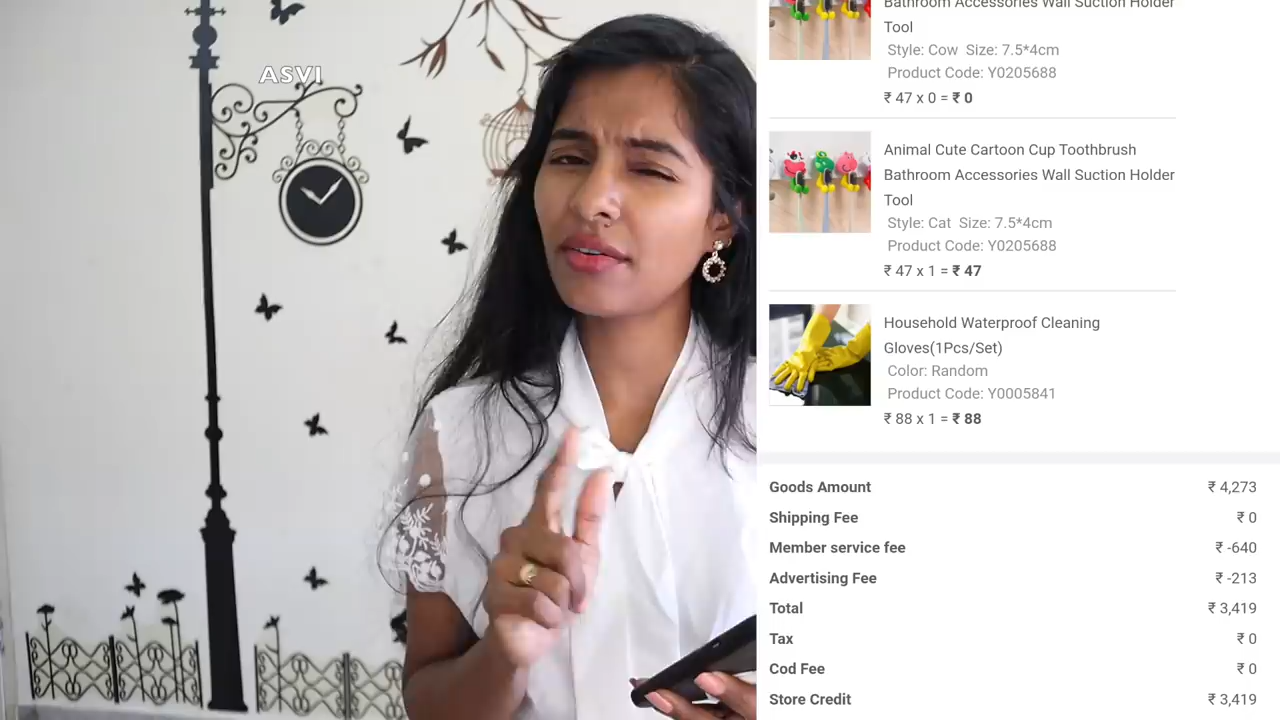 ASVI
Bathroom Accessories Wall Suction Holder
Tool
Style: Cow Size: 7.5*4cm
Product Code: Y0205688
₹ 47 x 0 = ₹ 0
Animal Cute Cartoon Cup Toothbrush
Bathroom Accessories Wall Suction Holder
Tool
Style: Cat Size: 7.5*4cm
Product Code: Y0205688
₹ 47 x 1 = ₹ 47
Household Waterproof Cleaning
Gloves(1Pcs/Set)
Color: Random
Product Code: Y0005841
₹ 88 x 1 = ₹ 88
Goods Amount ₹ 4,273
Shipping Fee ₹ 0
Member service fee ₹ -640
Advertising Fee ₹ -213
Total ₹ 3,419
Tax ₹ 0
Cod Fee ₹ 0
Store Credit ₹ 3,419